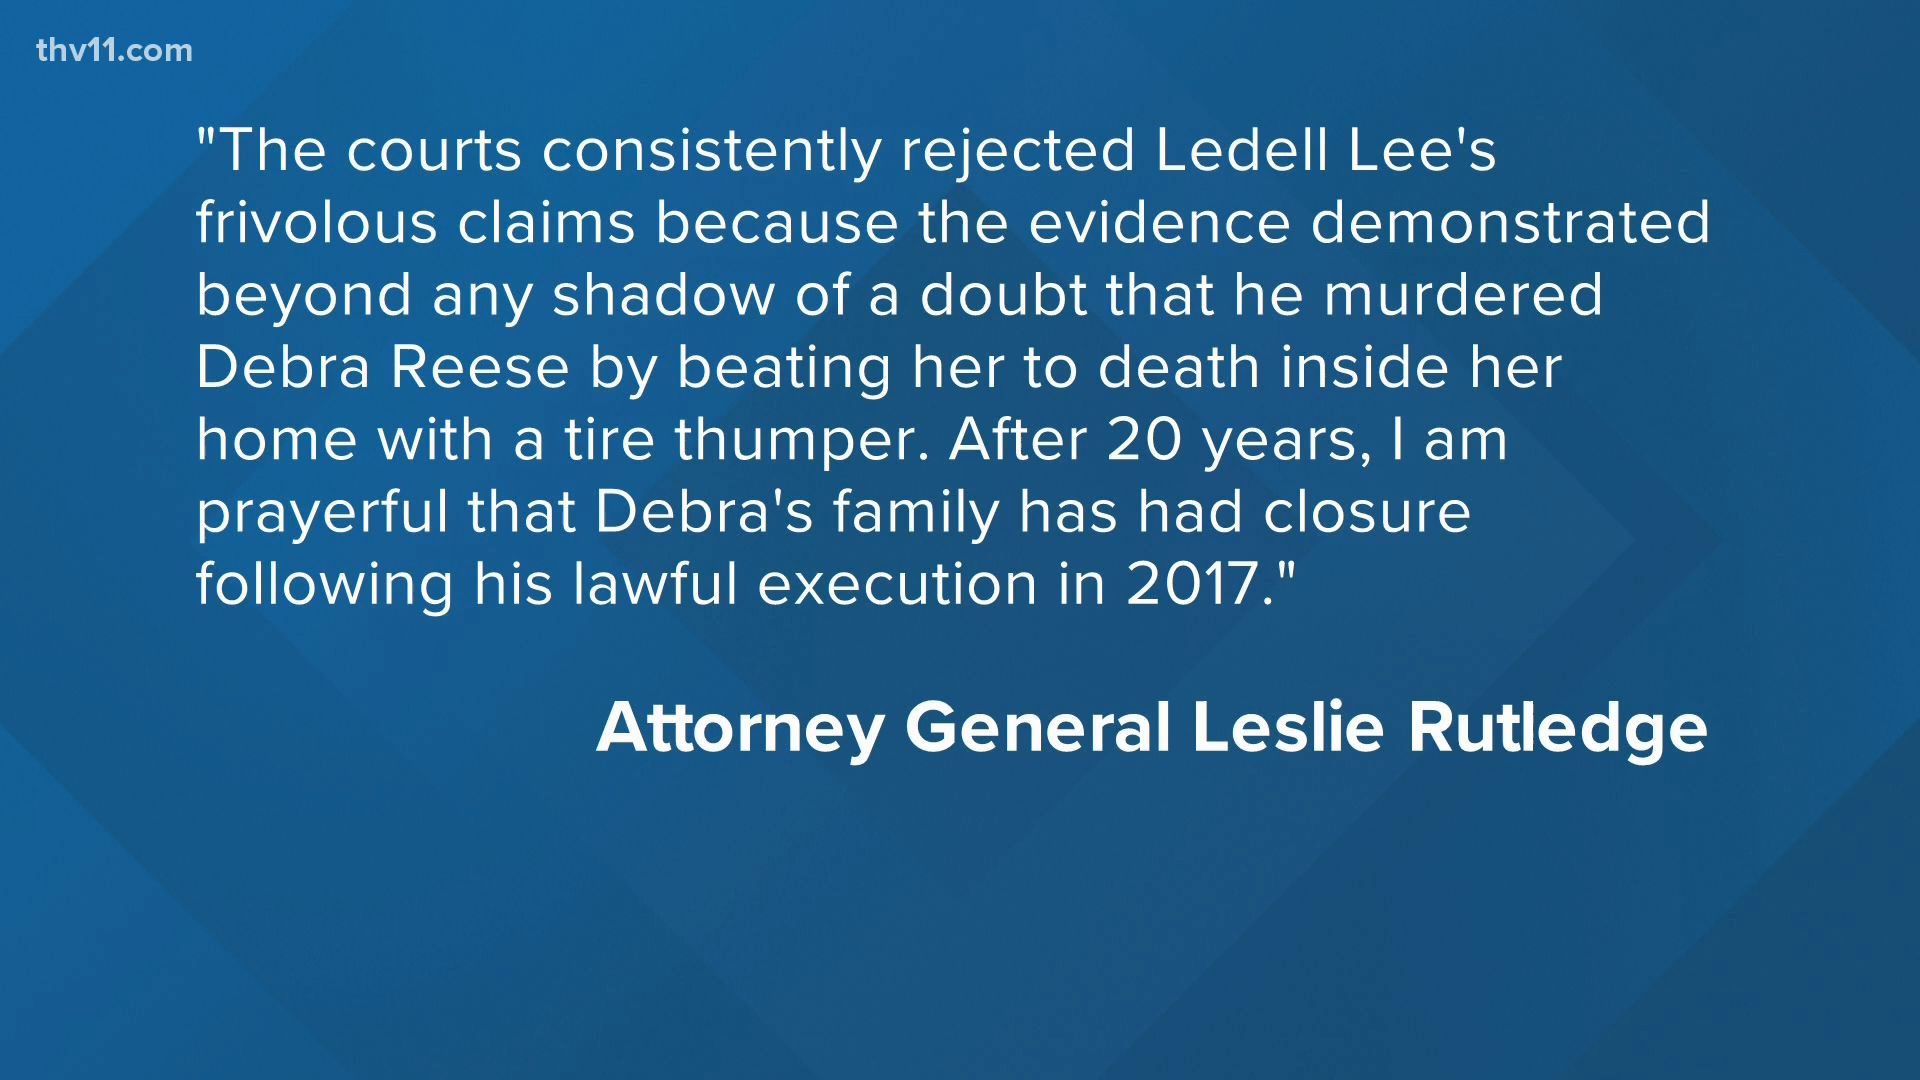 thv11.com
"The courts consistently rejected Ledell Lee's
frivolous claims because the evidence demonstrated
beyond any shadow of a doubt that he murdered
Debra Reese by beating her to death inside her
home with a tire thumper. After 20 years, I am
prayerful that Debra's family has had closure
following his lawful execution in 2017."
Attorney General Leslie Rutledge